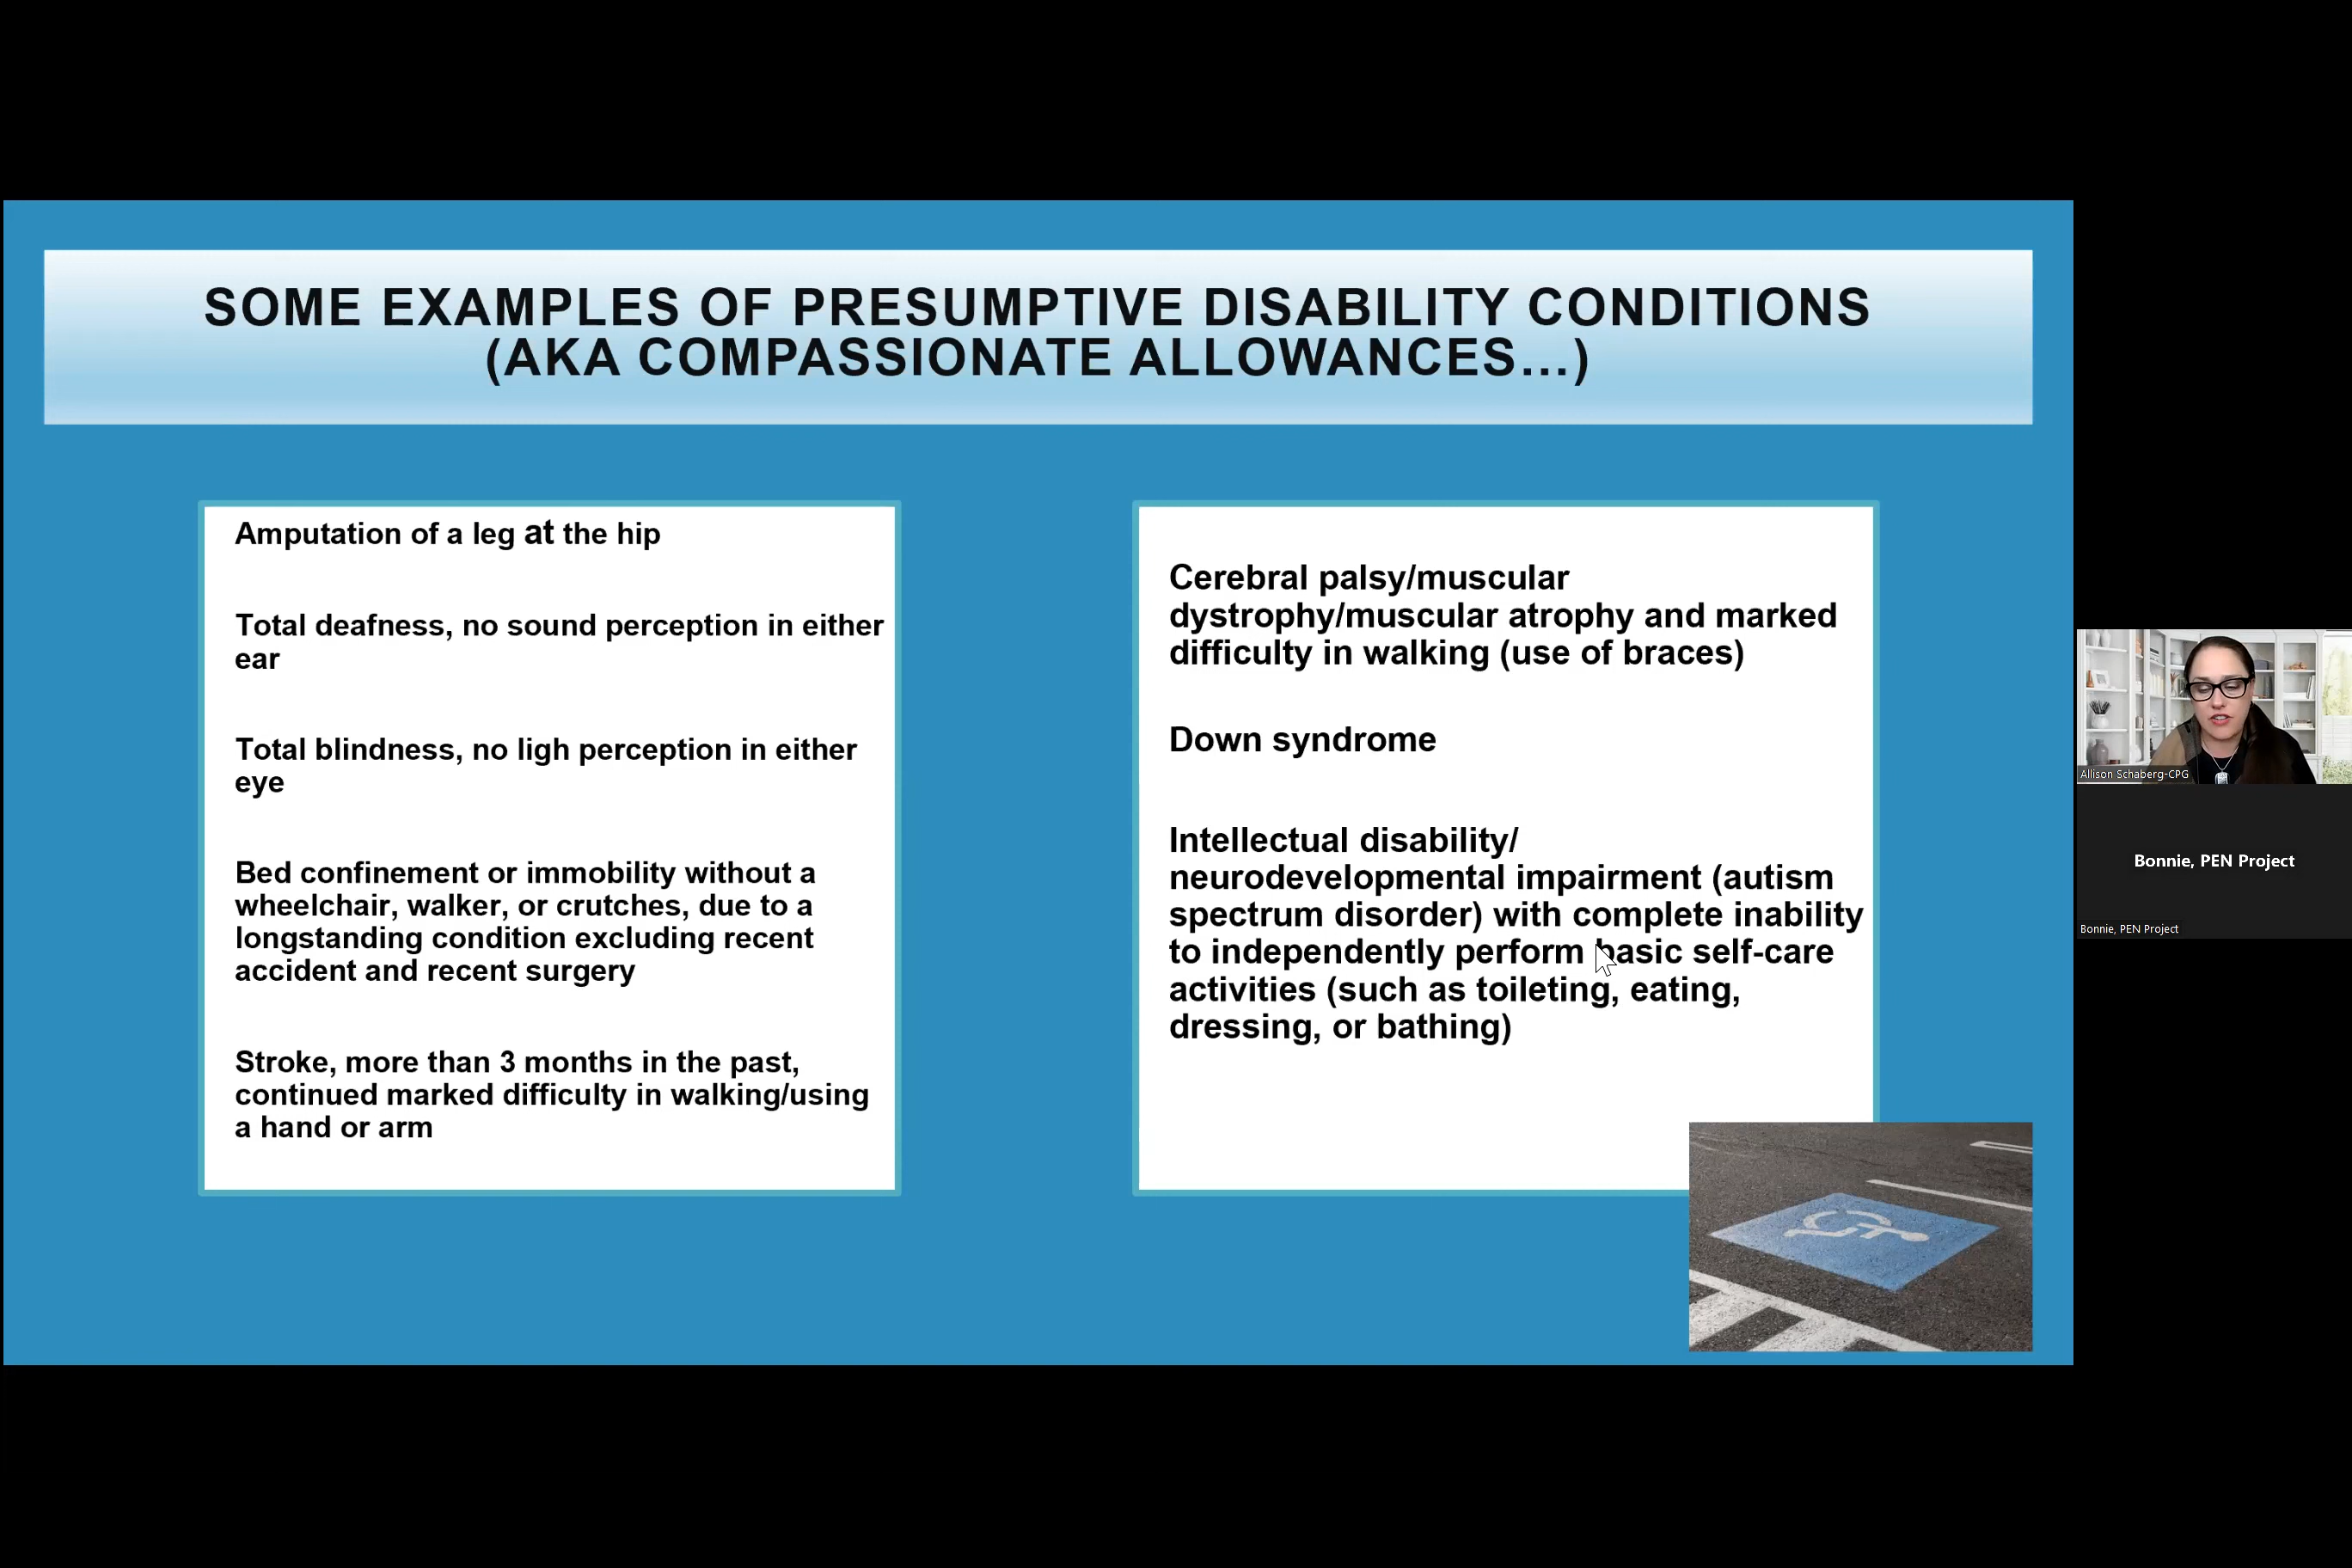 SOME EXAMPLES OF PRESUMPTIVE DISABILITY CONDITIONS
(AKA COMPASSIONATE ALLOWANCES...)
Amputation of a leg at the hip
Total deafness, no sound perception in either
ear
Total blindness, no ligh perception in either
eye
Bed confinement or immobility without a
wheelchair, walker, or crutches, due to a
longstanding condition excluding recent
accident and recent surgery
Stroke, more than 3 months in the past,
continued marked difficulty in walking/using
a hand or arm
Cerebral palsy/muscular
dystrophy/muscular atrophy and marked
difficulty in walking (use of braces)
Down syndrome
Intellectual disability/
neurodevelopmental impairment (autism
spectrum disorder) with complete inability
to independently perform basic self-care
activities (such as toileting, eating,
dressing, or bathing)
Allison Schaberg-CPG
Bonnie, PEN Project
Bonnie, PEN Project